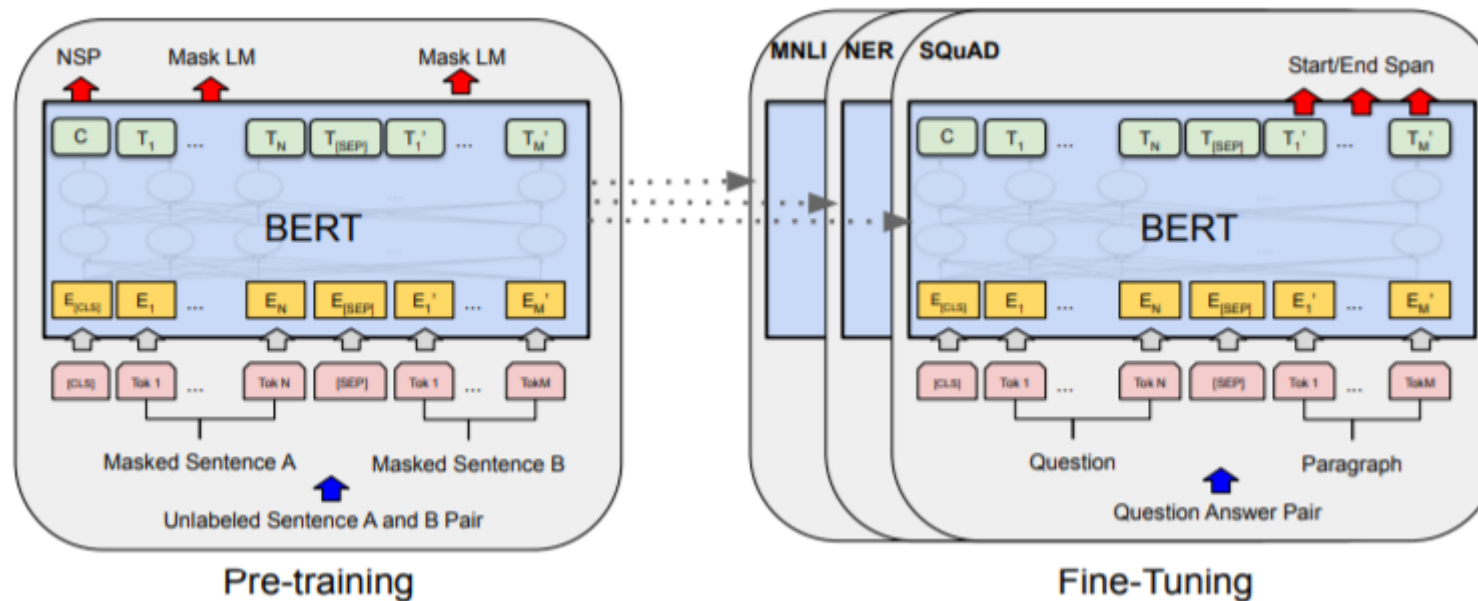 NSP Mask LM Mask LM
C T1 ... TN T[SEP] T1' ... TM'
BERT
E[CLS] E1 ... EN E[SEP] E1' ... EM'
[CLS] Tok 1 ... Tok N [SEP] Tok 1 ... TokM
Masked Sentence A Masked Sentence B
Unlabeled Sentence A and B Pair
Pre-training
MNLI NER SQuAD
Start/End Span
C T1 ... TN T[SEP] T1' ... TM'
BERT
E[CLS] E1 ... EN E[SEP] E1' ... EM'
[CLS] Tok 1 ... Tok N [SEP] Tok 1 ... TokM
Question Paragraph
Question Answer Pair
Fine-Tuning